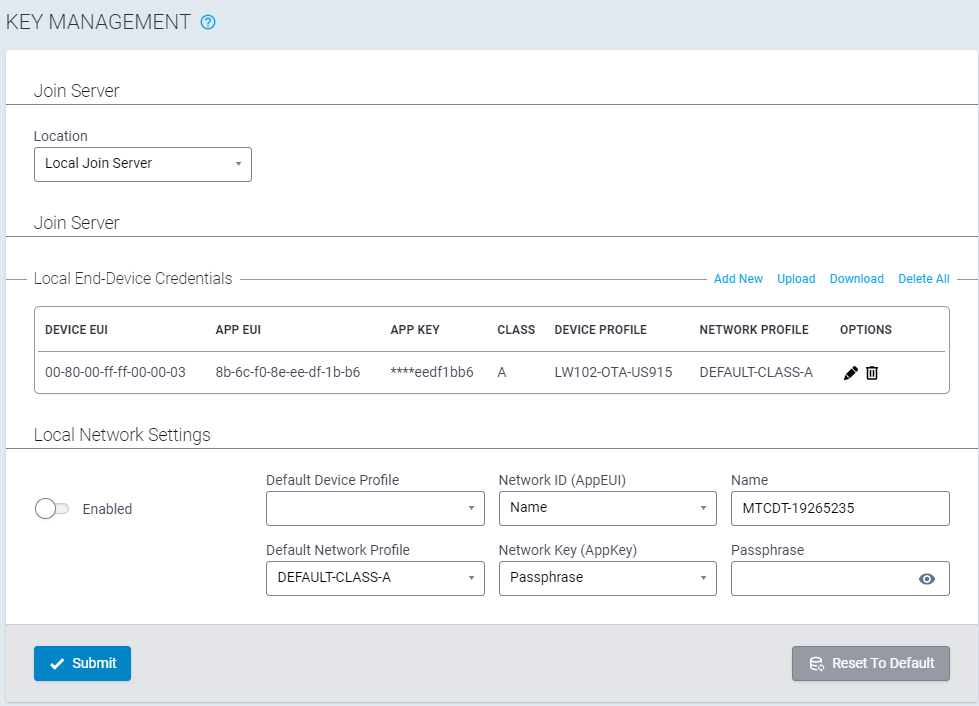 KEY MANAGEMENT ?
Join Server
Location
Local Join Server
Join Server
Local End-Device Credentials Add New Upload Download Delete All
DEVICE EUI APP EUI APP KEY CLASS DEVICE PROFILE NETWORK PROFILE OPTIONS
00-80-00-ff-ff-00-00-03 8b-6c-f0-8e-ee-df-1b-b6 ****eedf1bb6 A LW102-OTA-US915 DEFAULT-CLASS-A
Local Network Settings
Default Device Profile Network ID (AppEUI) Name
Enabled Name MTCDT-19265235
Default Network Profile Network Key (AppKey) Passphrase
DEFAULT-CLASS-A Passphrase
Submit Reset To Default